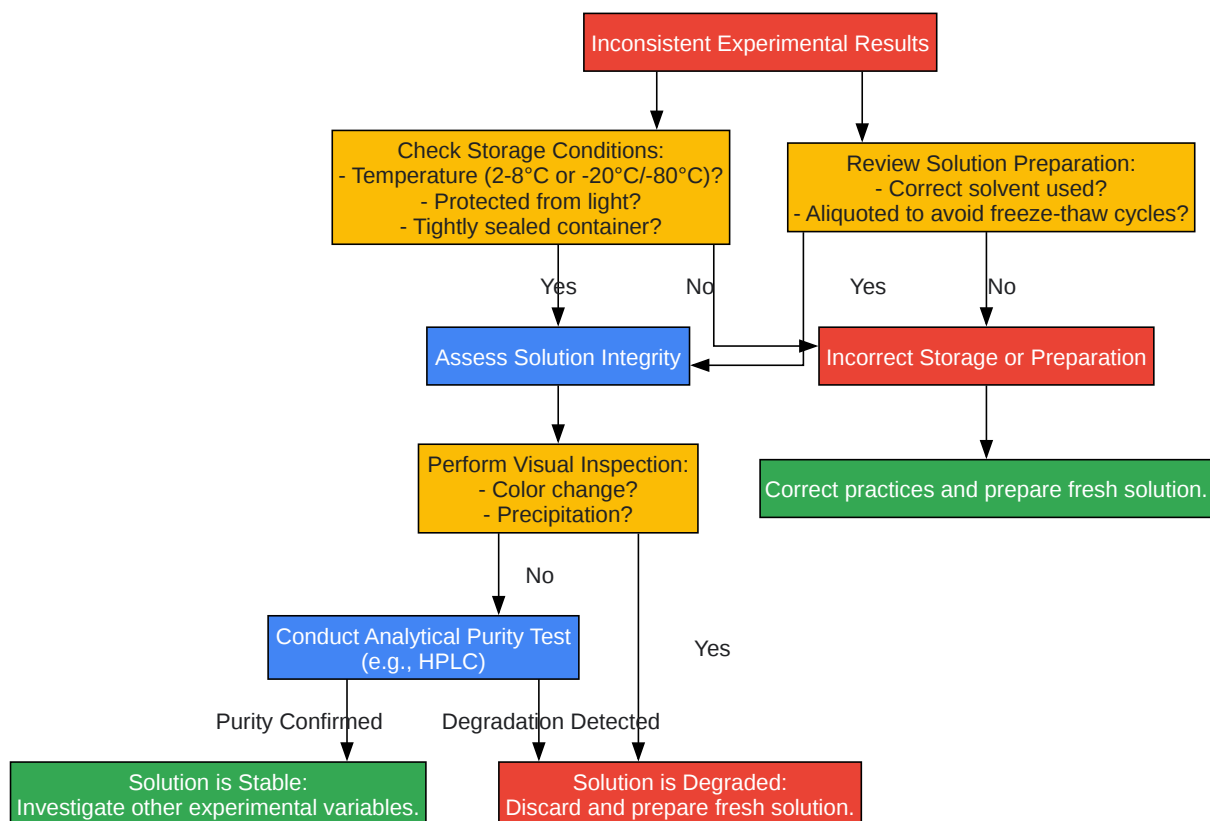 Inconsistent Experimental Results
Check Storage Conditions:
- Temperature (2-8°C or -20°C/-80°C)?
- Protected from light?
- Tightly sealed container?
Review Solution Preparation:
- Correct solvent used?
- Aliquoted to avoid freeze-thaw cycles?
Yes
No
Yes
No
Assess Solution Integrity
Incorrect Storage or Preparation
Perform Visual Inspection:
- Color change?
- Precipitation?
Correct practices and prepare fresh solution.
No
Conduct Analytical Purity Test
(e.g., HPLC)
Yes
Purity Confirmed
Degradation Detected
Solution is Stable:
Investigate other experimental variables.
Solution is Degraded:
Discard and prepare fresh solution.